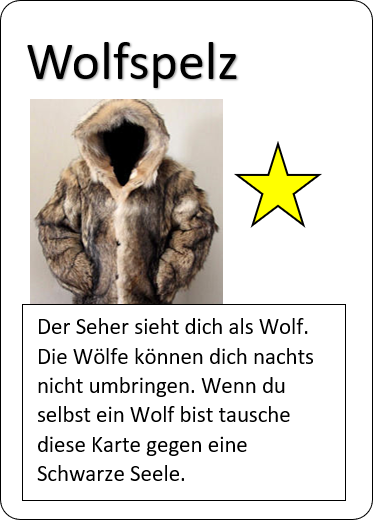 Wolfspelz
Der Seher sieht dich als Wolf.
Die Wölfe können dich nachts
nicht umbringen. Wenn du
selbst ein Wolf bist tausche
diese Karte gegen eine
Schwarze Seele.